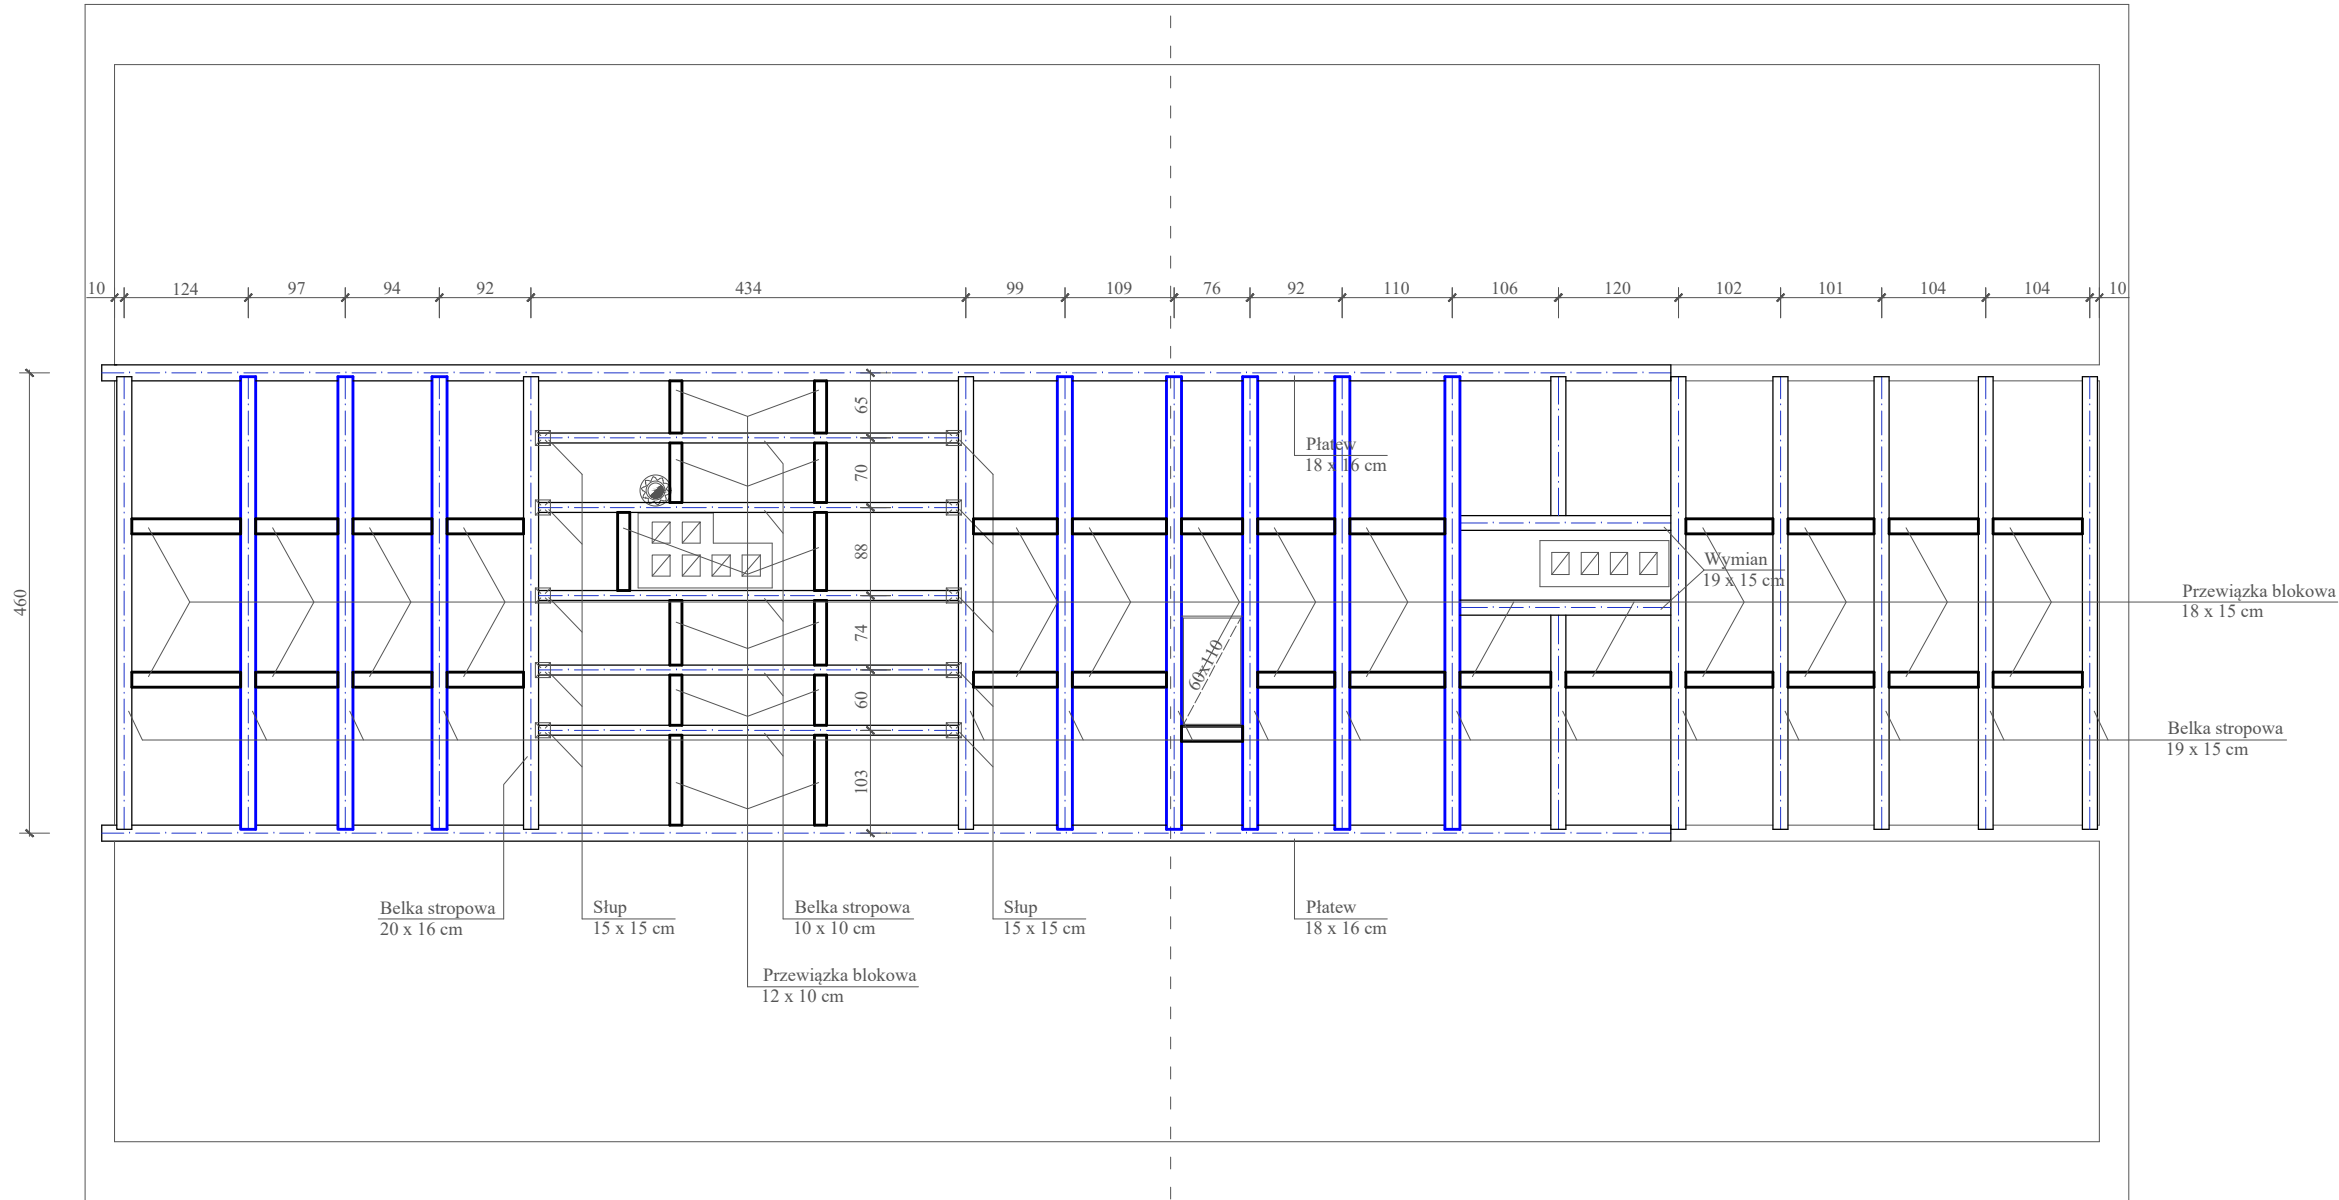 10
124
97
94
92
434
99
109
76
92
110
106
120
102
101
104
104
10
460
65
70
88
74
60
103
Płatew
18 x 16 cm
Wymian
19 x 15 cm
Przewiązka blokowa
18 x 15 cm
60x110
Belka stropowa
19 x 15 cm
Belka stropowa
20 x 16 cm
Słup
15 x 15 cm
Belka stropowa
10 x 10 cm
Słup
15 x 15 cm
Płatew
18 x 16 cm
Przewiązka blokowa
12 x 10 cm